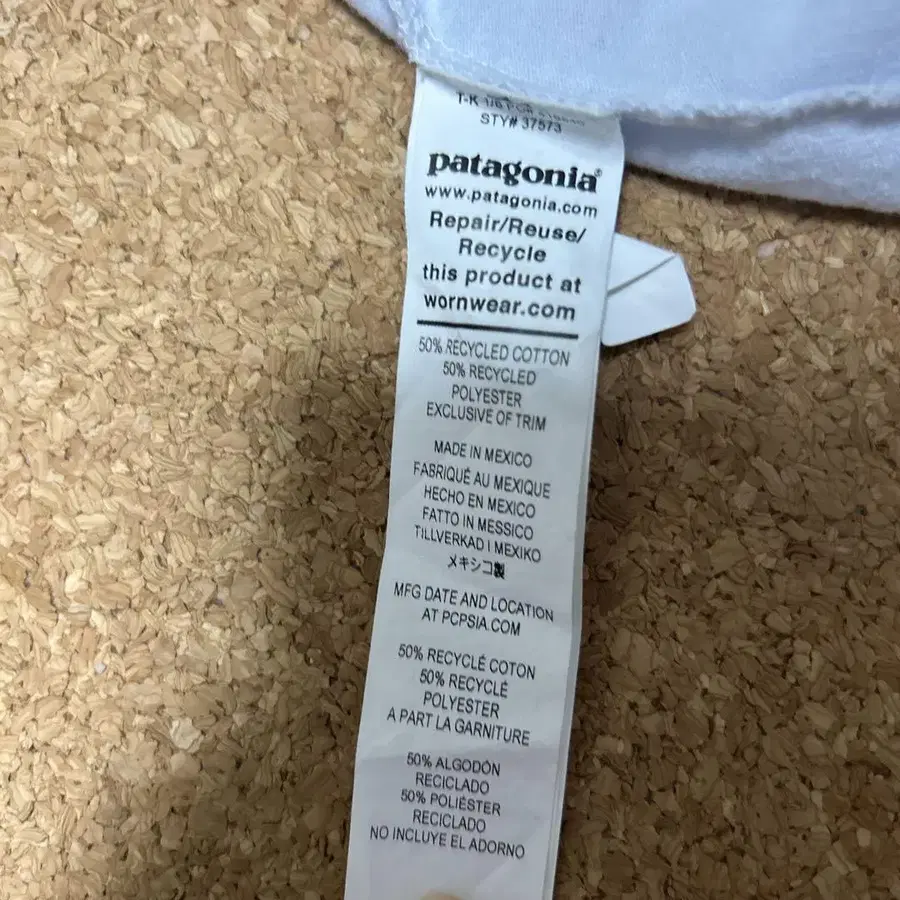 T-K 1/6
STY# 37573
patagonia®
www.patagonia.com
Repair/Reuse/
Recycle
this product at
wornwear.com
50% RECYCLED COTTON
50% RECYCLED
POLYESTER
EXCLUSIVE OF TRIM
MADE IN MEXICO
FABRIQUÉ AU MEXIQUE
HECHO EN MEXICO
FATTO IN MESSICO
TILLVERKAD I MEXIKO
メキシコ製
MFG DATE AND LOCATION
AT PCPSIA.COM
50% RECYCLÉ COTON
50% RECYCLÉ
POLYESTER
A PART LA GARNITURE
50% ALGODÓN
RECICLADO
50% POLIÉSTER
RECICLADO
NO INCLUYE EL ADORNO